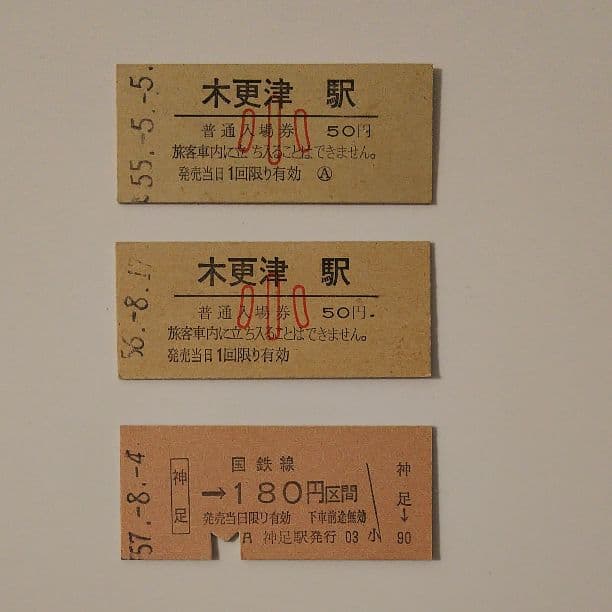 55.-5.-5.
木更津 駅
小
普通入場券 50円
旅客車内に立ち入ることはできません。
発売当日1回限り有効 Ⓐ
56.-8.17
木更津 駅
小
普通入場券 50円
旅客車内に立ち入ることはできません。
発売当日1回限り有効
57.-8.-4
神足
国鉄線
→180円区間
発売当日限り有効 下車前途無効
A 神足駅発行 03 小
神足↓
90